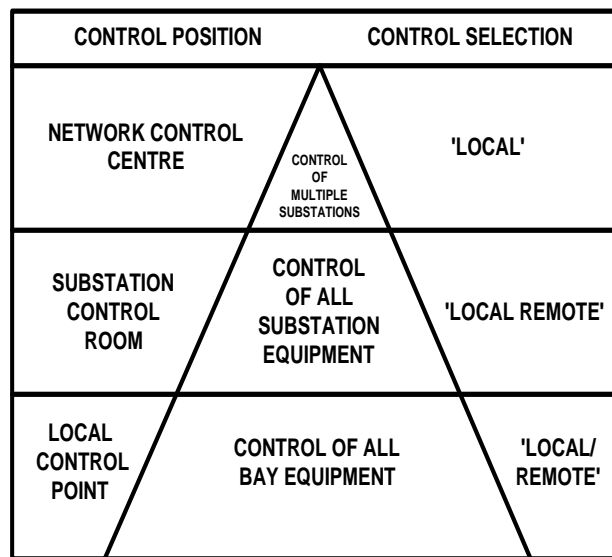 CONTROL POSITION
CONTROL SELECTION
NETWORK CONTROL
CENTRE
CONTROL
OF
MULTIPLE
SUBSTATIONS
'LOCAL'
SUBSTATION
CONTROL
ROOM
CONTROL
OF ALL
SUBSTATION
EQUIPMENT
'LOCAL REMOTE'
LOCAL
CONTROL
POINT
CONTROL OF ALL
BAY EQUIPMENT
'LOCAL/
REMOTE'